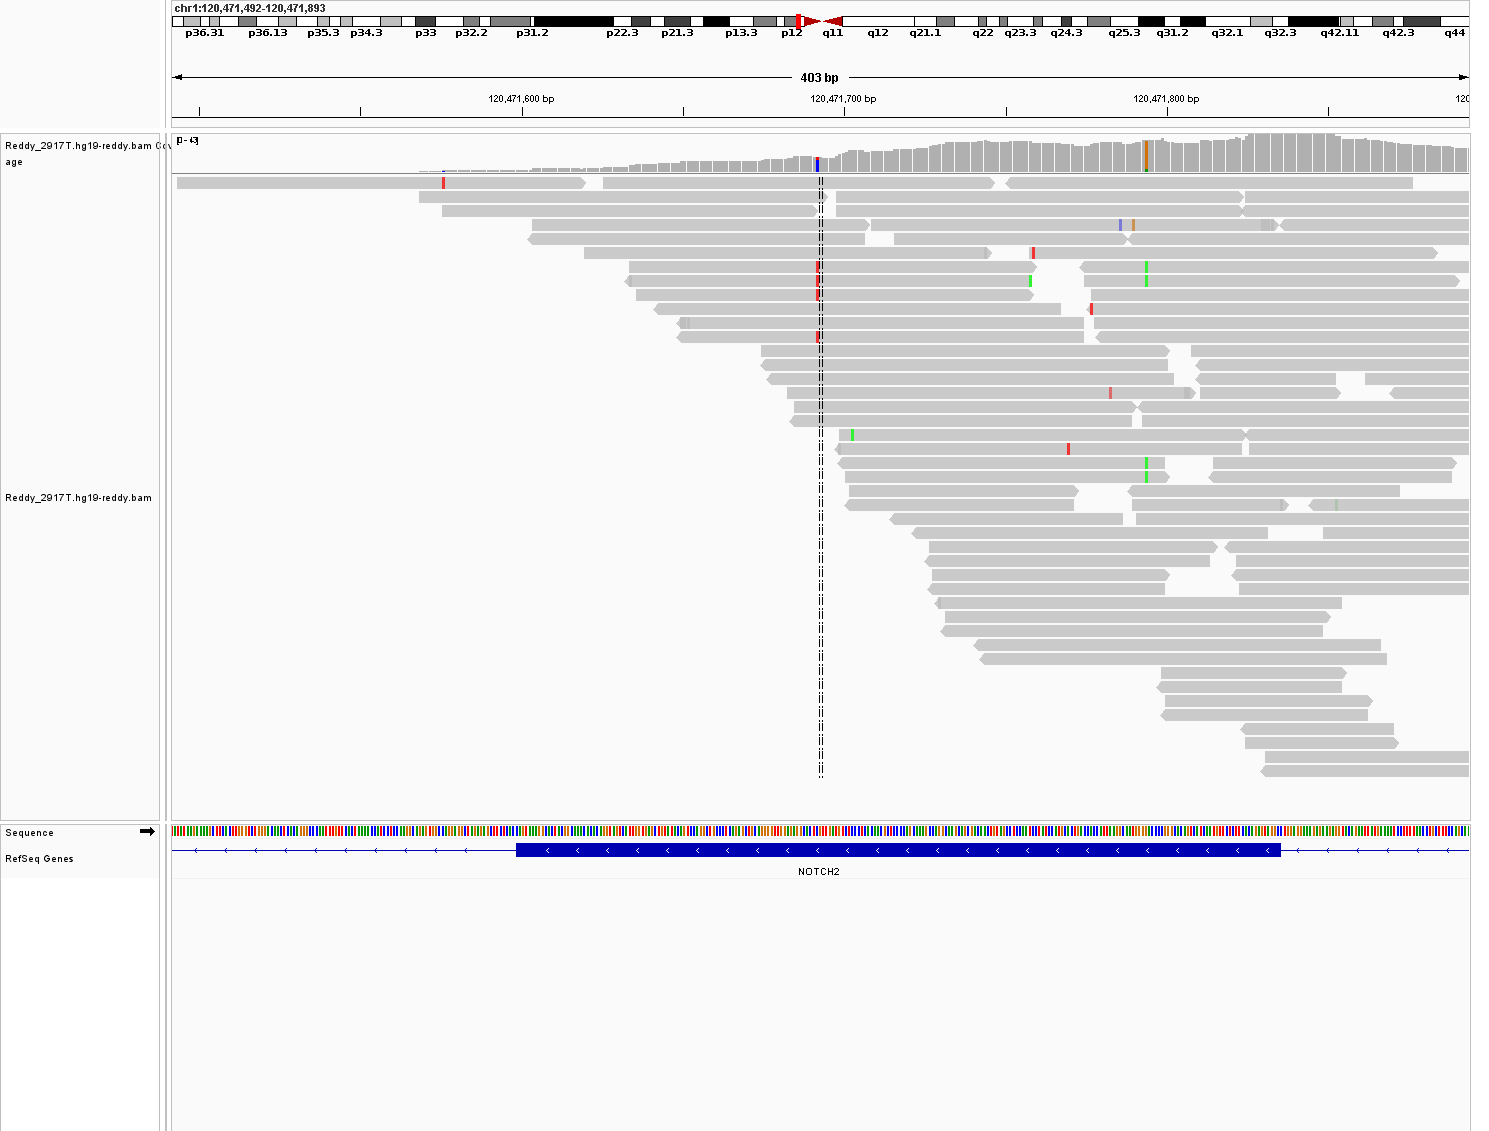 chr1:120,471,492-120,471,893
p36.31 p36.13 p35.3 p34.3 p33 p32.2 p31.2 p22.3 p21.3 p13.3 p12 q11 q12 q21.1 q22 q23.3 q24.3 q25.3 q31.2 q32.1 q32.3 q42.11 q42.3 q44
403 bp
120,471,600 bp 120,471,700 bp 120,471,800 bp 120
Reddy_2917T.hg19-reddy.bam Cov
age
Reddy_2917T.hg19-reddy.bam
Sequence
RefSeq Genes
NOTCH2